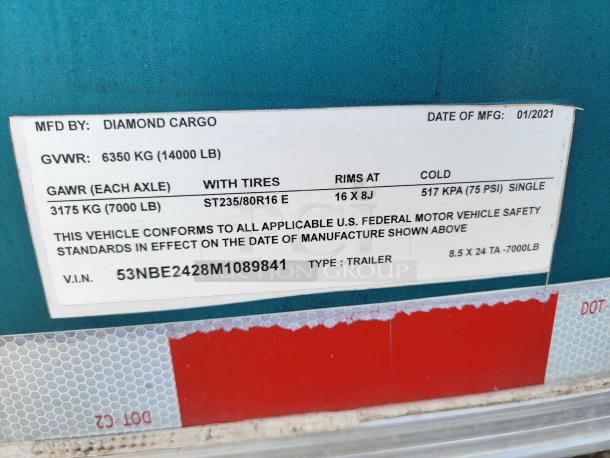 MFD BY: DIAMOND CARGO DATE OF MFG: 01/2021
GVWR: 6350 KG (14000 LB)
GAWR (EACH AXLE) WITH TIRES RIMS AT COLD
3175 KG (7000 LB) ST235/80R16 E 16 X 8J 517 KPA (75 PSI) SINGLE
THIS VEHICLE CONFORMS TO ALL APPLICABLE U.S. FEDERAL MOTOR VEHICLE SAFETY
STANDARDS IN EFFECT ON THE DATE OF MANUFACTURE SHOWN ABOVE
V.I.N. 53NBE2428M1089841 TYPE : TRAILER 8.5 X 24 TA -7000LB
PCI
AUCTION GROUP
DOT-
DOT-C2